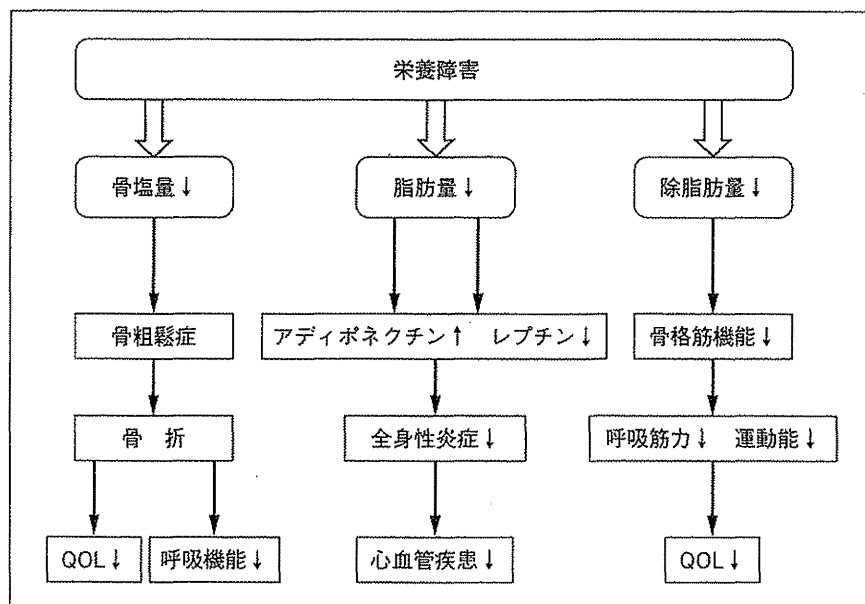 栄養障害
骨塩量↓ 脂肪量↓ 除脂肪量↓
骨粗鬆症 アディポネクチン↑ レプチン↓ 骨格筋機能↓
骨 折 全身性炎症↓ 呼吸筋力↓ 運動能↓
QOL↓ 呼吸機能↓ 心血管疾患↓ QOL↓